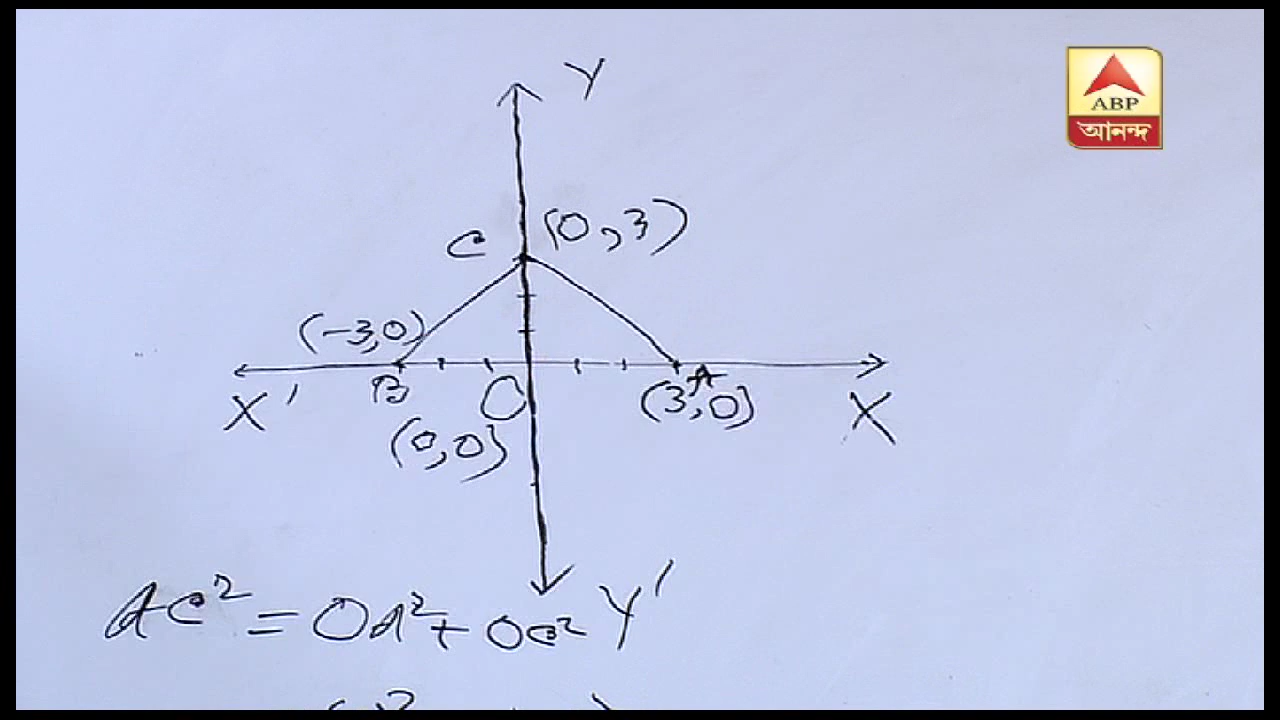 Y
ABP
আনন্দ
C (0,3)
(-3,0)
B O A
X' (0,0) (3,0) X
AC² = OA² + OC² Y'